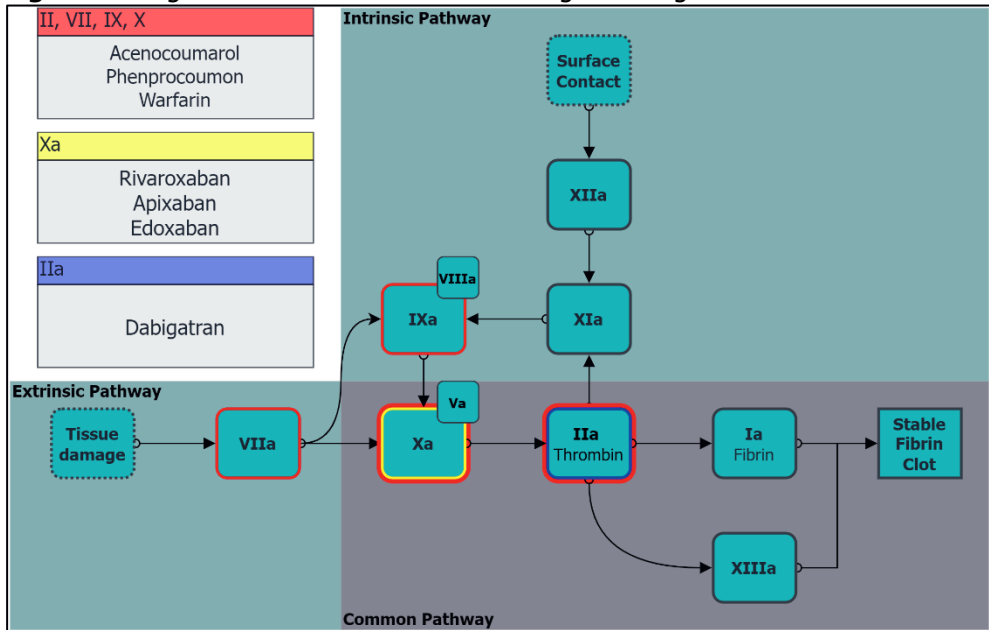 II, VII, IX, X
Acenocoumarol
Phenprocoumon
Warfarin
Xa
Rivaroxaban
Apixaban
Edoxaban
IIa
Dabigatran
Intrinsic Pathway
Surface
Contact
XIIa
VIIIa
IXa
XIa
Extrinsic Pathway
Tissue
damage
VIIa
Va
Xa
IIa
Thrombin
Ia
Fibrin
Stable
Fibrin
Clot
XIIIa
Common Pathway